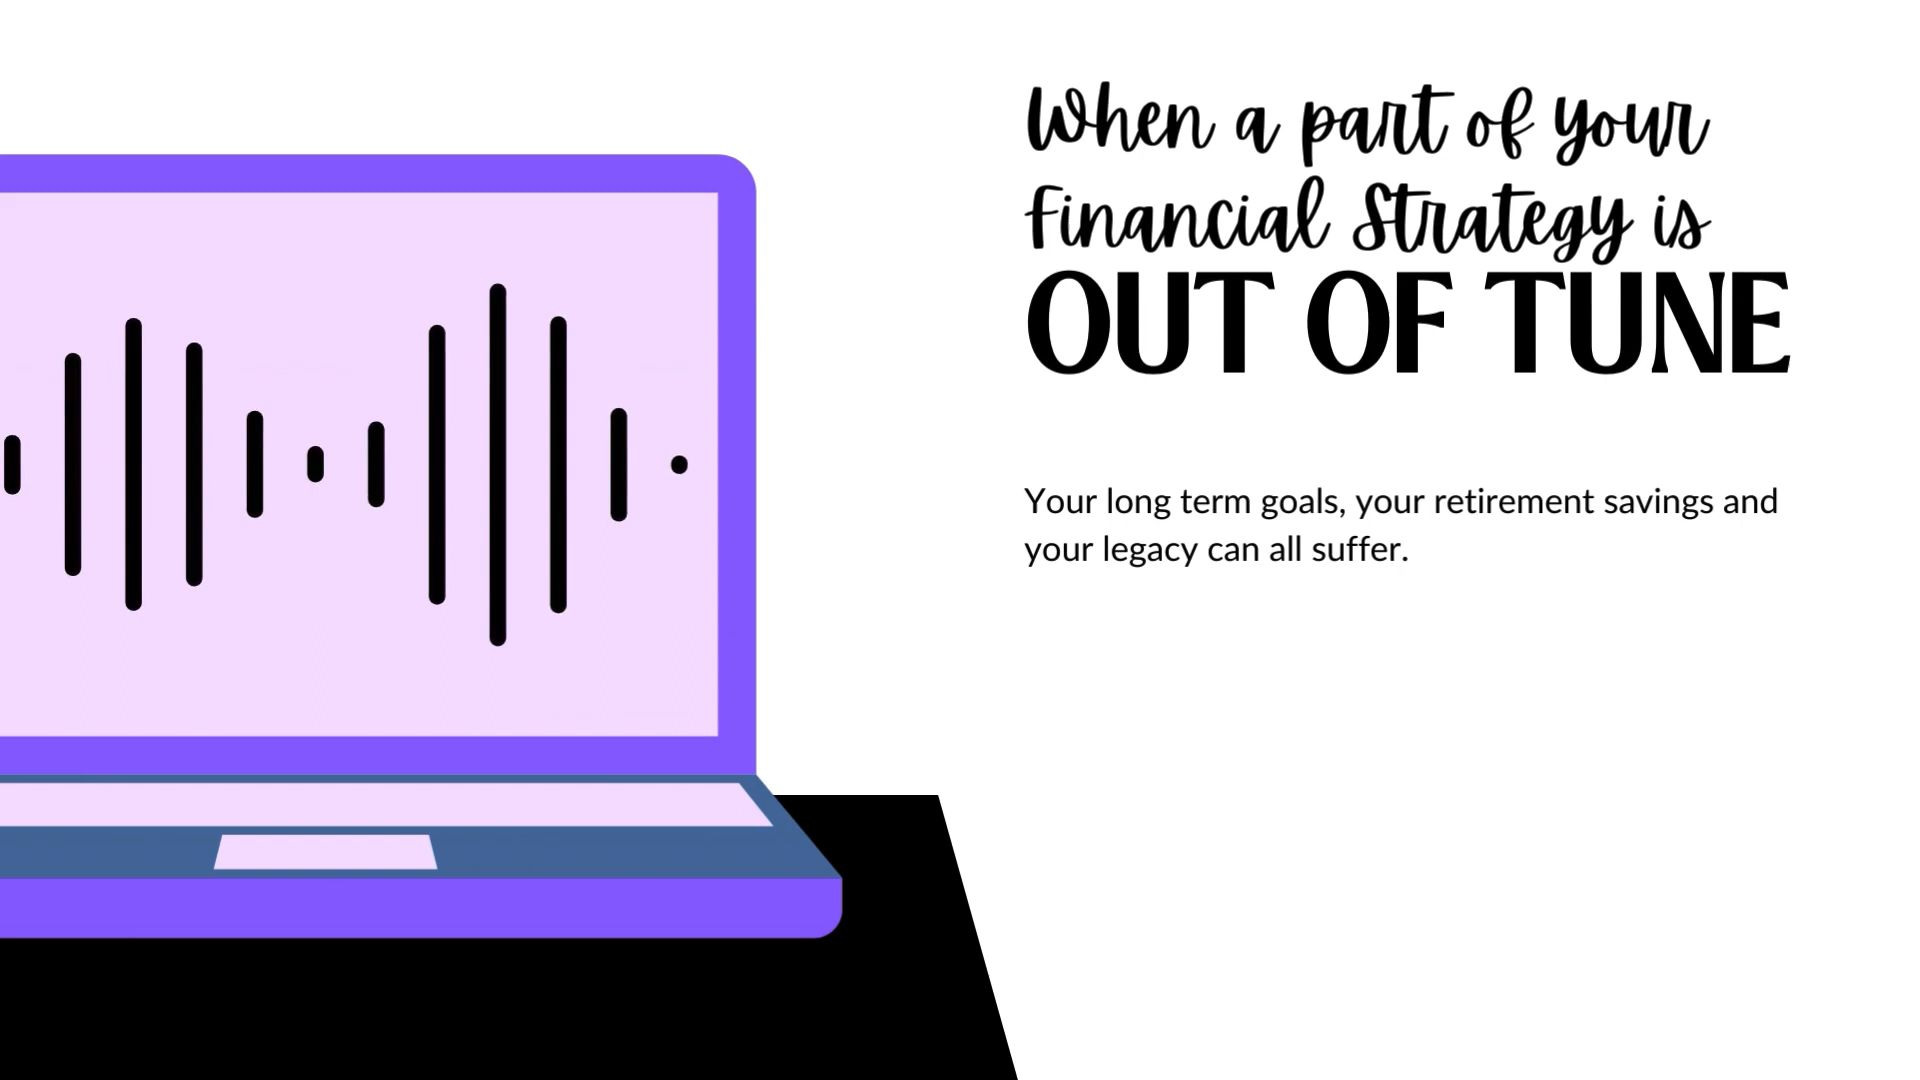 When a part of your
Financial Strategy is
OUT OF TUNE
Your long term goals, your retirement savings and
your legacy can all suffer.